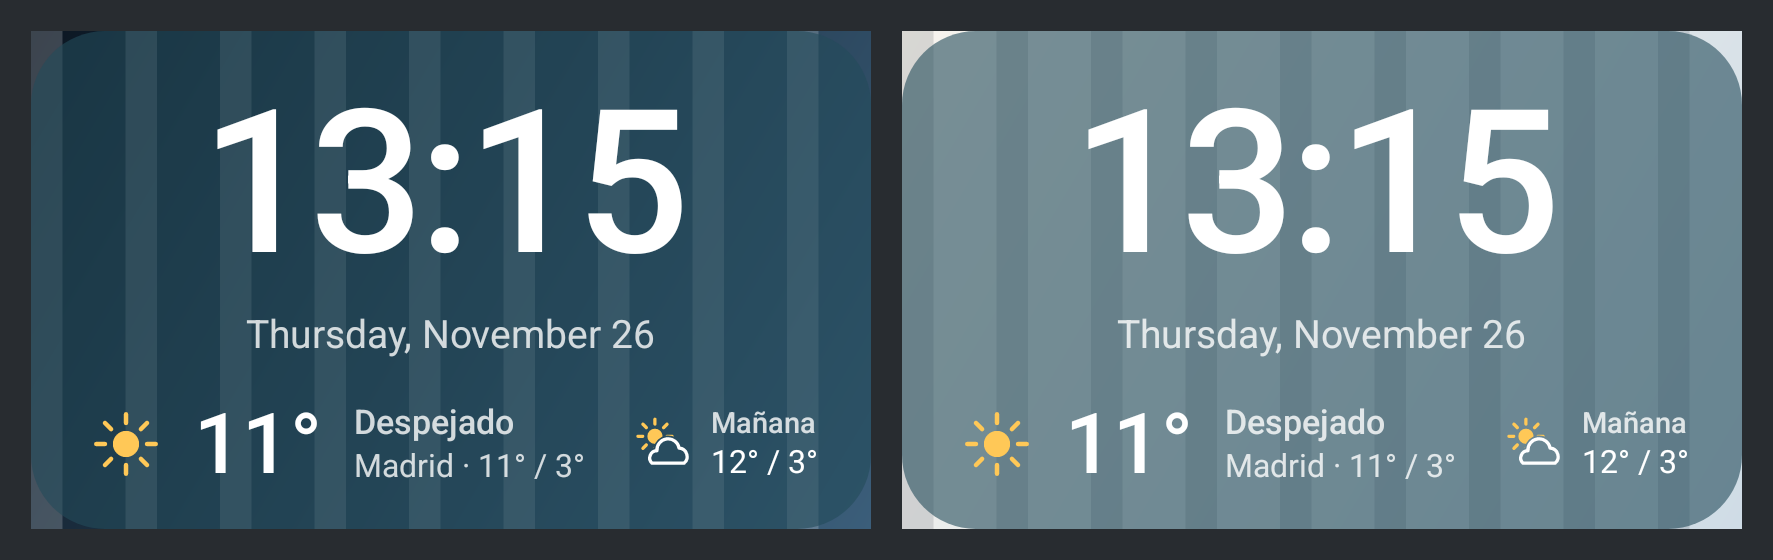 13:15
Thursday, November 26
11°
Despejado
Madrid · 11° / 3°
Mañana
12° / 3°
13:15
Thursday, November 26
11°
Despejado
Madrid · 11° / 3°
Mañana
12° / 3°